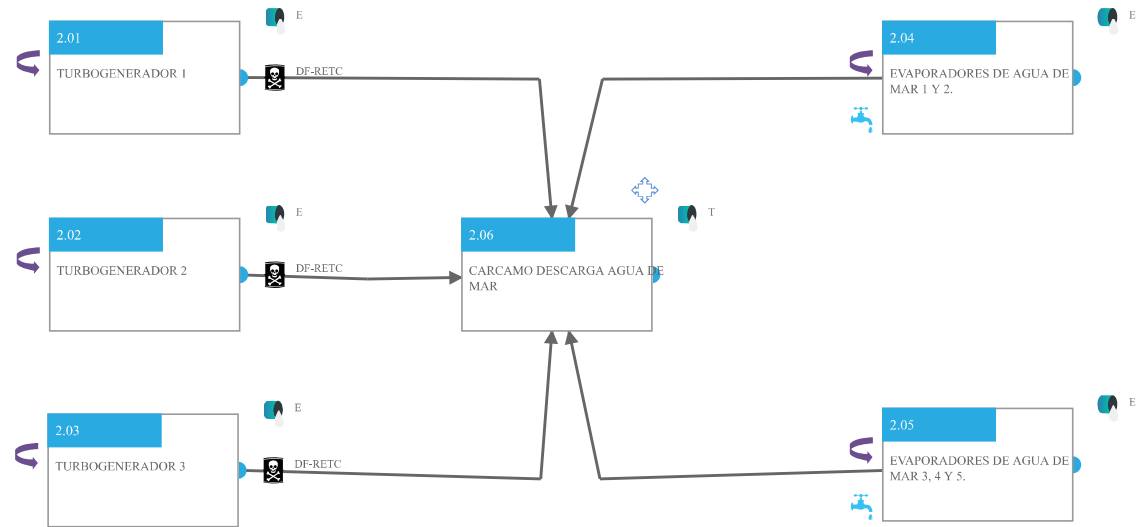 E
2.01
TURBOGENERADOR 1
DF-RETC
E
2.04
EVAPORADORES DE AGUA DE
MAR 1 Y 2.
E
2.02
TURBOGENERADOR 2
DF-RETC
T
2.06
CARCAMO DESCARGA AGUA DE
MAR
E
2.03
TURBOGENERADOR 3
DF-RETC
E
2.05
EVAPORADORES DE AGUA DE
MAR 3, 4 Y 5.